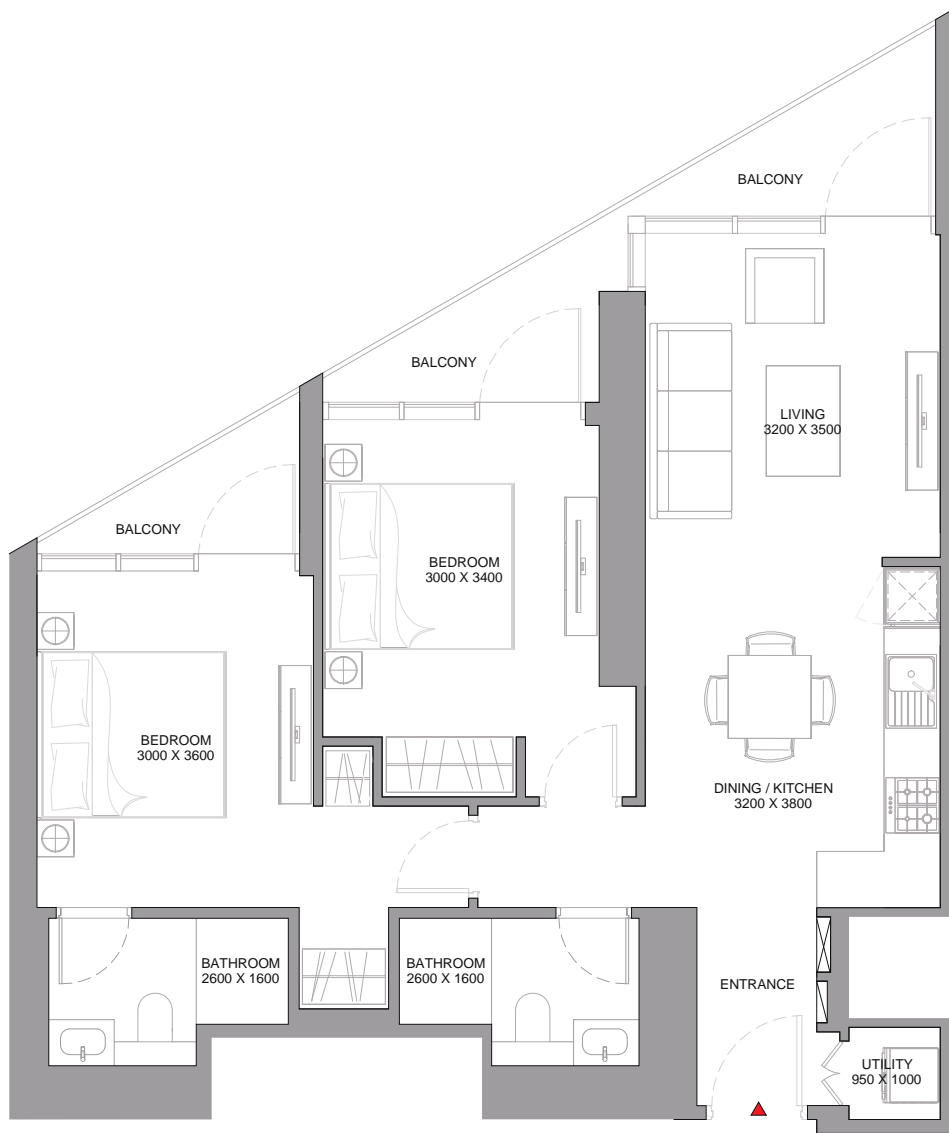 BALCONY
BALCONY
LIVING
3200 X 3500
BALCONY
BEDROOM
3000 X 3400
BEDROOM
3000 X 3600
DINING / KITCHEN
3200 X 3800
BATHROOM
2600 X 1600
BATHROOM
2600 X 1600
ENTRANCE
UTILITY
950 X 1000